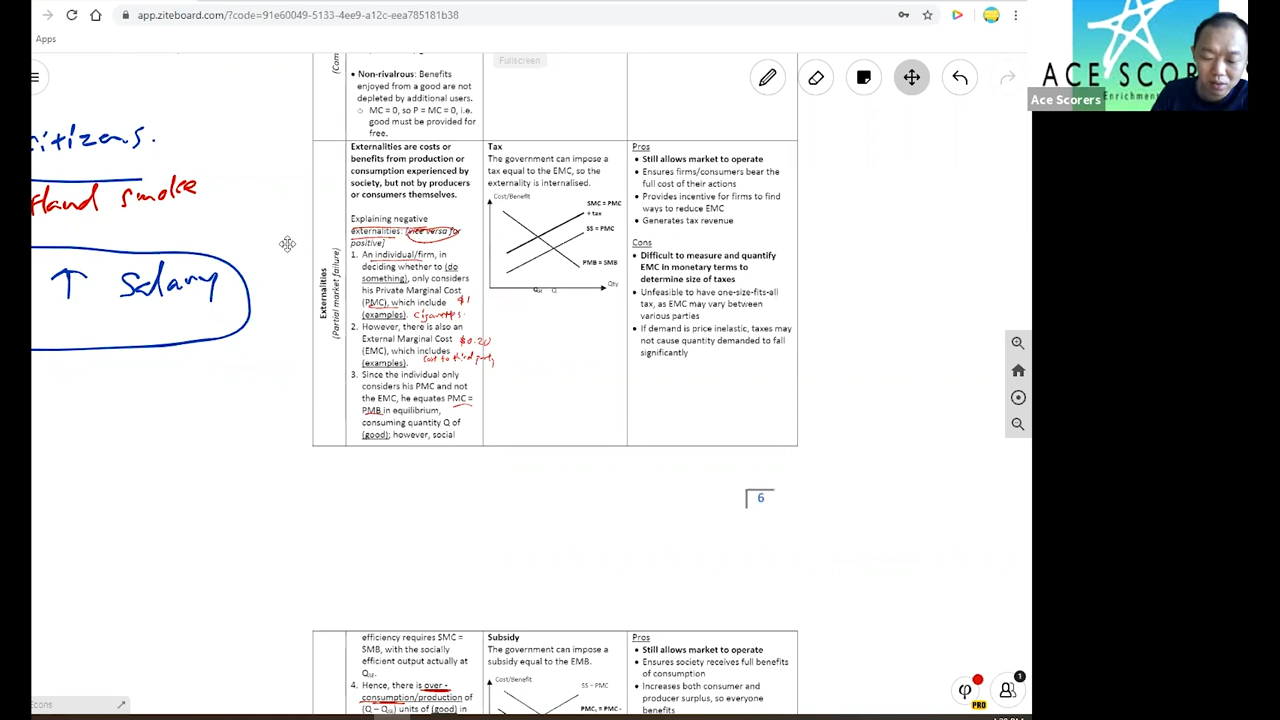 app.ziteboard.com/?code=91e60049-5133-4ee9-a12c-eea785181b38
Apps
Fullscreen
ACE SCOR
Enrichment
Ace Scorers
citizens.
Hand smoke
↑ Salary
• Non-rivalrous: Benefits
enjoyed from a good are not
depleted by additional users.
o MC = 0, so P = MC = 0, i.e.
good must be provided for
free.
Externalities
(Partial market failure)
Externalities are costs or
benefits from production or
consumption experienced by
society, but not by producers
or consumers themselves.
Explaining negative
externalities: [vice versa for
positive]
1. An individual/firm, in
deciding whether to (do
something), only considers
his Private Marginal Cost
(PMC), which include $1
(examples). cigarettes.
2. However, there is also an
External Marginal Cost
(EMC), which includes $0.20
(examples). cost to third party
3. Since the individual only
considers his PMC and not
the EMC, he equates PMC =
PMB in equilibrium,
consuming quantity Q of
(good); however, social
Tax
The government can impose a
tax equal to the EMC, so the
externality is internalised.
Cost/Benefit
SMC = PMC
+ tax
SS = PMC
PMB = SMB
Qty
Q
Pros
• Still allows market to operate
• Ensures firms/consumers bear the
full cost of their actions
• Provides incentive for firms to find
ways to reduce EMC
• Generates tax revenue
Cons
• Difficult to measure and quantify
EMC in monetary terms to
determine size of taxes
• Unfeasible to have one-size-fits-all
tax, as EMC may vary between
various parties
• If demand is price inelastic, taxes may
not cause quantity demanded to fall
significantly
6
efficiency requires SMC =
SMB, with the socially
efficient output actually at
QSE.
4. Hence, there is over-
consumption/production of
(Q – QSE) units of (good) in
Subsidy
The government can impose a
subsidy equal to the EMB.
Cost/Benefit
SS – PMC
PMC, = PMC -
Pros
• Still allows market to operate
• Ensures society receives full benefits
of consumption
• Increases both consumer and
producer surplus, so everyone
benefits
Econs
PRO
1